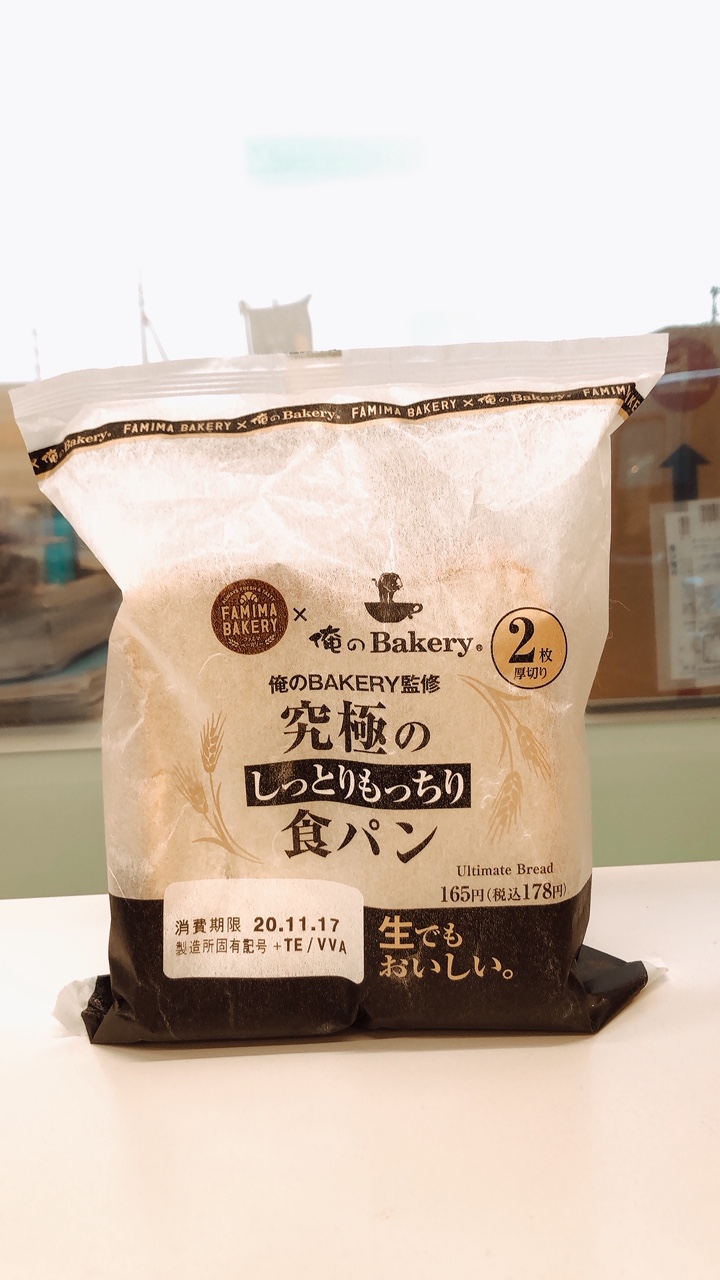 俺のBakery. FAMIMA BAKERY × 俺のBakery. FAMIMA BAKERY × 俺のBakery. FAMIM
FAMIMA
BAKERY
×
俺のBakery®
2枚
厚切り
俺のBAKERY監修
究極の
しっとりもっちり
食パン
Ultimate Bread
165円(税込178円)
消費期限 20.11.17
製造所固有記号 +TE/VVA
生でも
おいしい。